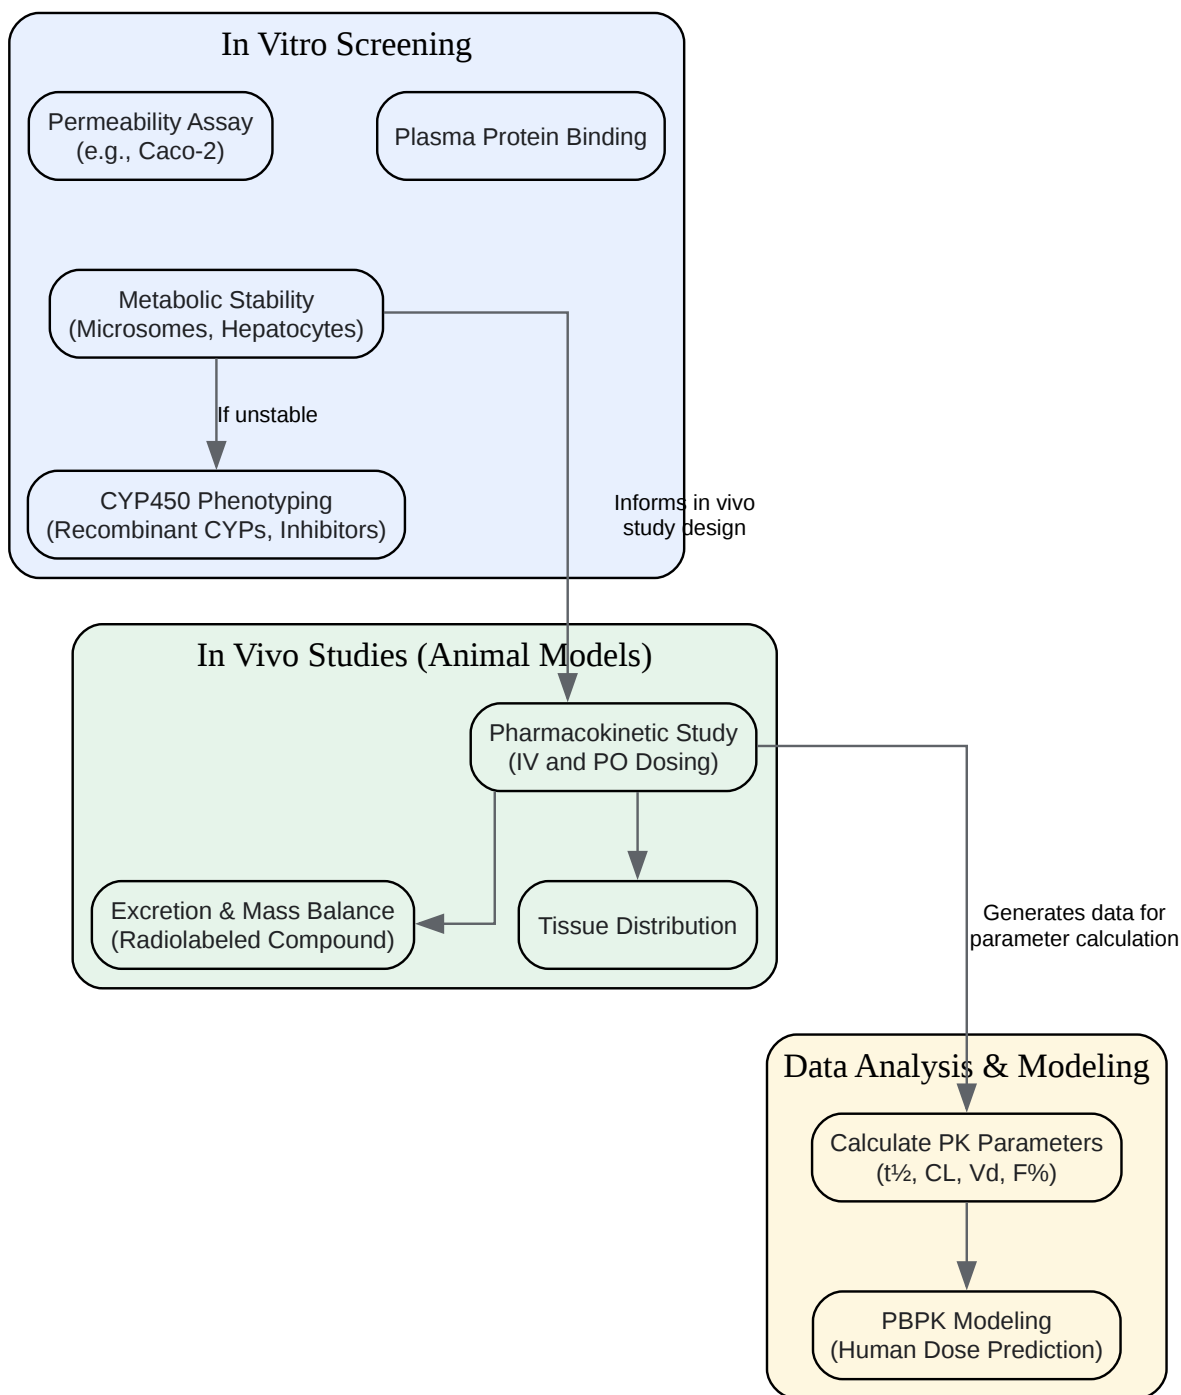 In Vitro Screening
Permeability Assay
(e.g., Caco-2)
Plasma Protein Binding
Metabolic Stability
(Microsomes, Hepatocytes)
If unstable
CYP450 Phenotyping
(Recombinant CYPs, Inhibitors)
Informs in vivo
study design
In Vivo Studies (Animal Models)
Pharmacokinetic Study
(IV and PO Dosing)
Excretion & Mass Balance
(Radiolabeled Compound)
Tissue Distribution
Generates data for
parameter calculation
Data Analysis & Modeling
Calculate PK Parameters
(t½, CL, Vd, F%)
PBPK Modeling
(Human Dose Prediction)